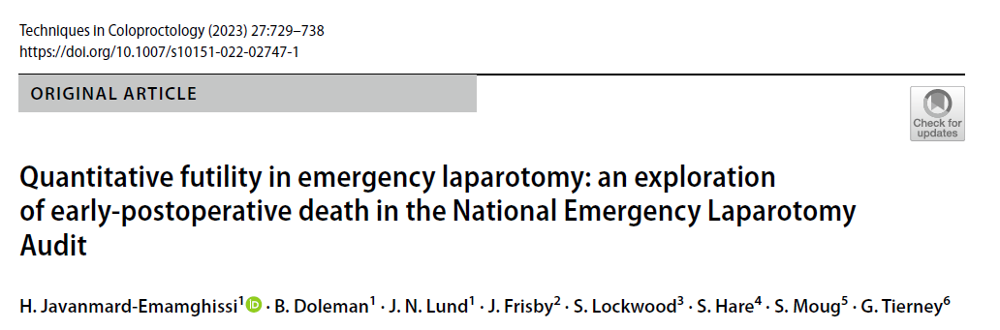 Techniques in Coloproctology (2023) 27:729–738
https://doi.org/10.1007/s10151-022-02747-1
ORIGINAL ARTICLE
Check for
updates
Quantitative futility in emergency laparotomy: an exploration
of early-postoperative death in the National Emergency Laparotomy
Audit
H. Javanmard-Emamghissi¹ iD · B. Doleman¹ · J. N. Lund¹ · J. Frisby² · S. Lockwood³ · S. Hare⁴ · S. Moug⁵ · G. Tierney⁶